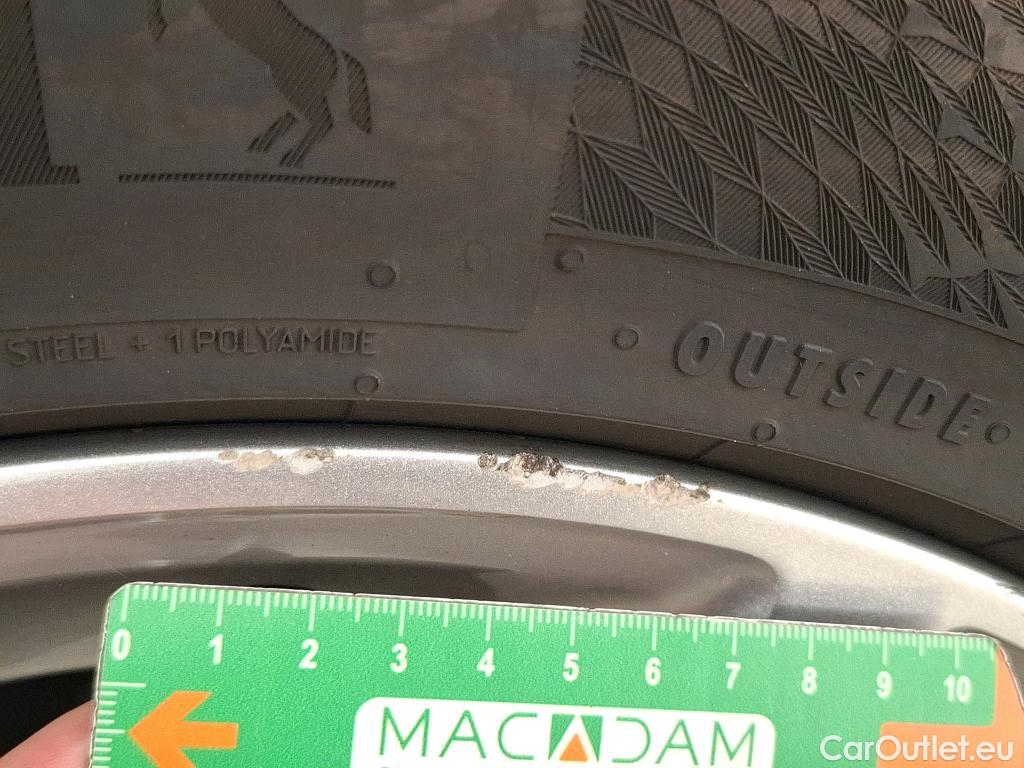 STEEL + 1 POLYAMIDE
OUTSIDE
0 1 2 3 4 5 6 7 8 9 10
MACADAM
CarOutlet.eu